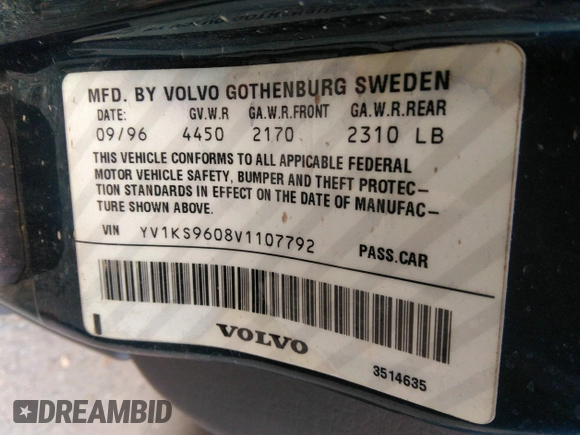 MFD. BY VOLVO GOTHENBURG SWEDEN
DATE: GV.W.R GA.W.R.FRONT GA.W.R.REAR
09/96 4450 2170 2310 LB
THIS VEHICLE CONFORMS TO ALL APPLICABLE FEDERAL
MOTOR VEHICLE SAFETY, BUMPER AND THEFT PROTEC-
TION STANDARDS IN EFFECT ON THE DATE OF MANUFAC-
TURE SHOWN ABOVE.
VIN YV1KS9608V1107792 PASS.CAR
VOLVO
3514635
DREAMBID